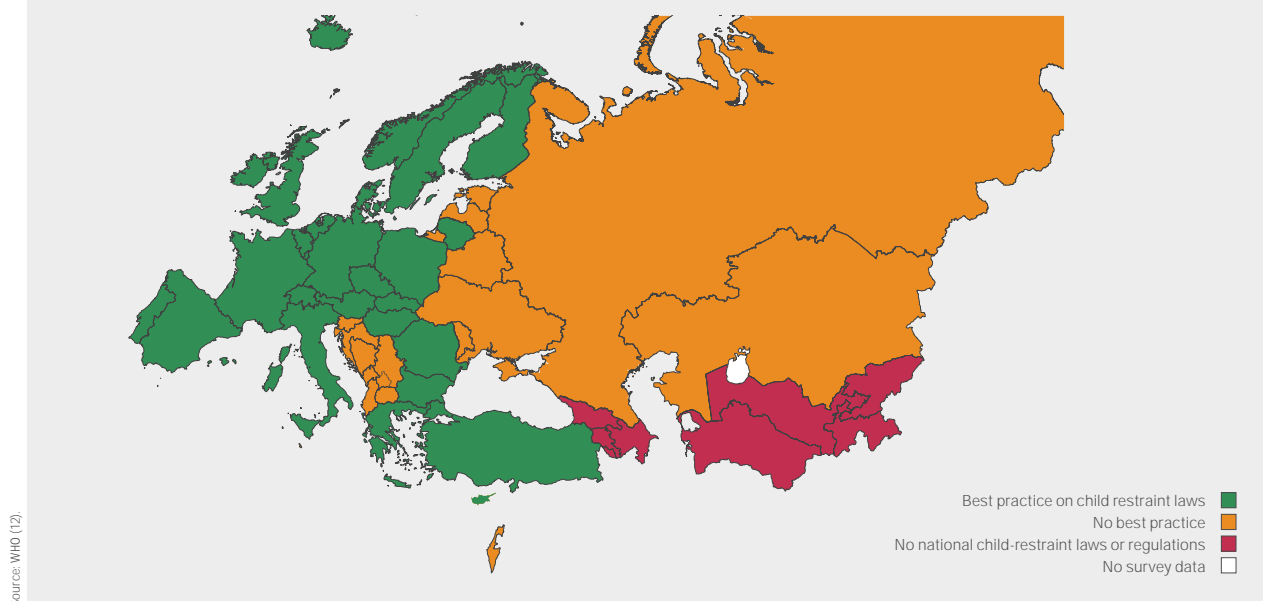 Best practice on child restraint laws
No best practice
No national child-restraint laws or regulations
No survey data
WHO (12).